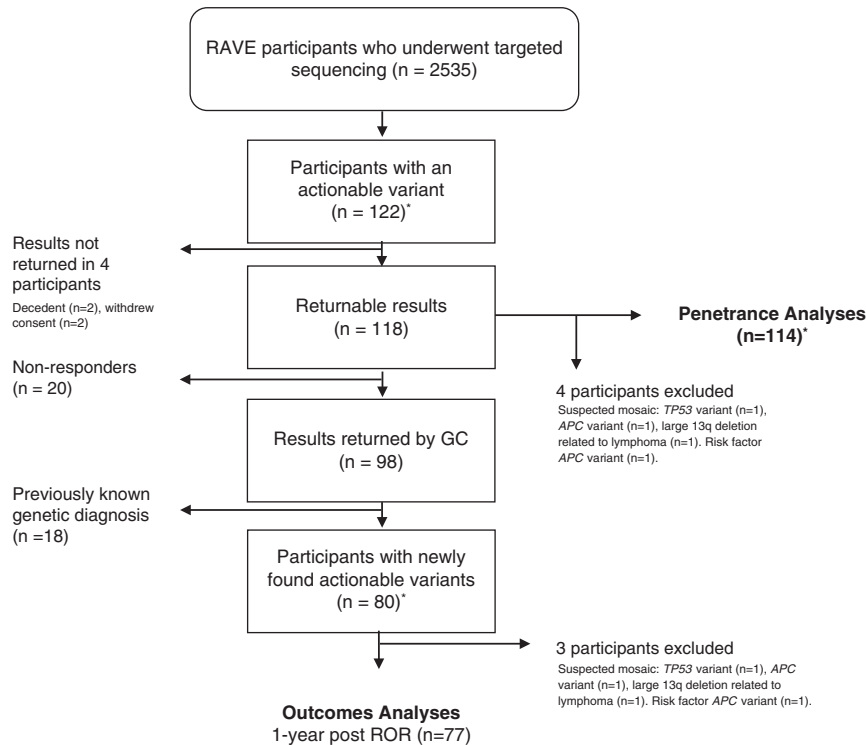 RAVE participants who underwent targeted
sequencing (n = 2535)
Participants with an
actionable variant
(n = 122)*
Results not
returned in 4
participants
Decedent (n=2), withdrew
consent (n=2)
Returnable results
(n = 118)
Penetrance Analyses
(n=114)*
Non-responders
(n = 20)
4 participants excluded
Suspected mosaic: TP53 variant (n=1),
APC variant (n=1), large 13q deletion
related to lymphoma (n=1). Risk factor
APC variant (n=1).
Results returned by GC
(n = 98)
Previously known
genetic diagnosis
(n =18)
Participants with newly
found actionable variants
(n = 80)*
3 participants excluded
Suspected mosaic: TP53 variant (n=1), APC
variant (n=1), large 13q deletion related to
lymphoma (n=1). Risk factor APC variant (n=1).
Outcomes Analyses
1-year post ROR (n=77)